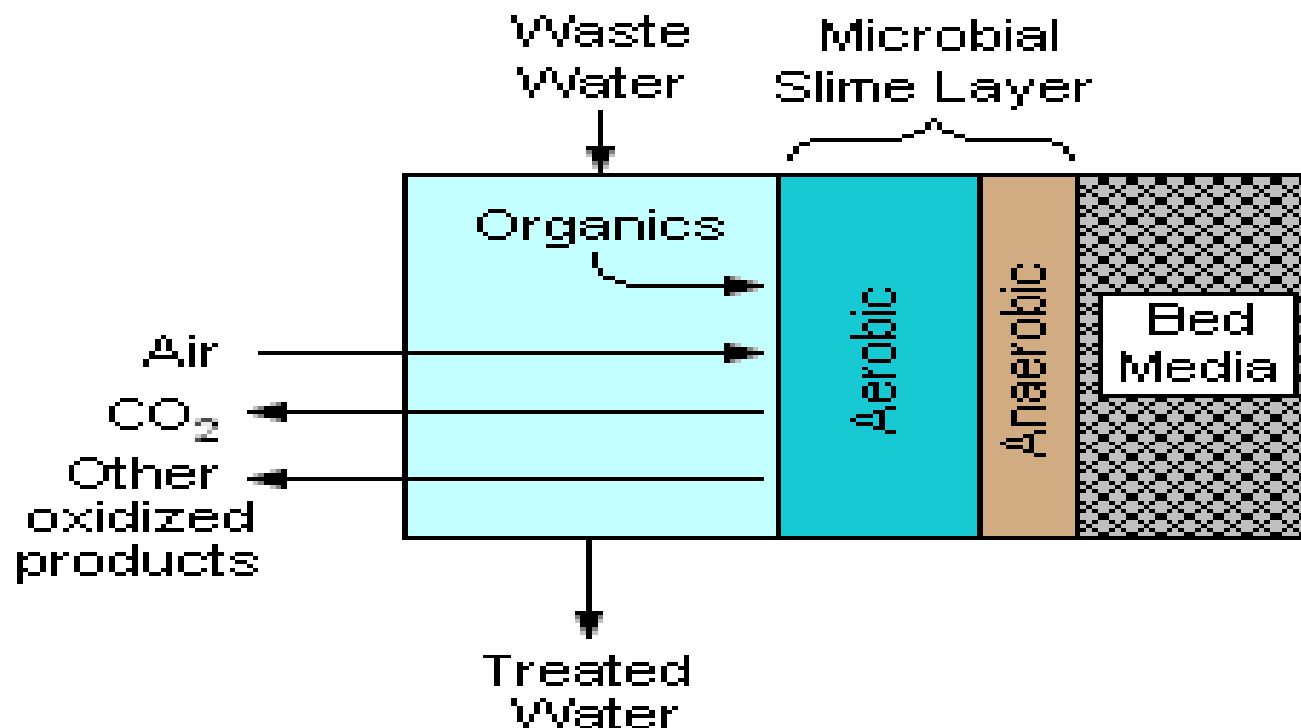 Waste
Water
Microbial
Slime Layer
Organics
Air
CO₂
Other
oxidized
products
Aerobic
Anaerobic
Bed
Media
Treated
Water